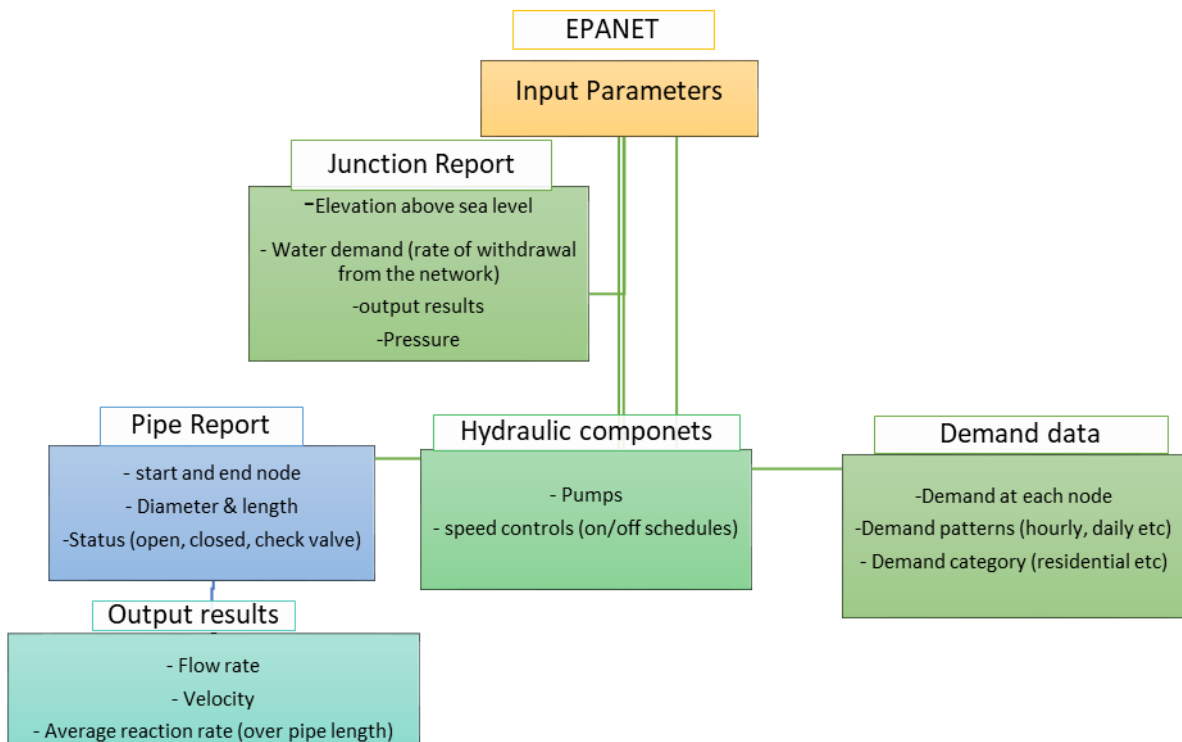 EPANET
Input Parameters
Junction Report
-Elevation above sea level
- Water demand (rate of withdrawal
from the network)
-output results
-Pressure
Pipe Report
- start and end node
- Diameter & length
-Status (open, closed, check valve)
Hydraulic componets
- Pumps
- speed controls (on/off schedules)
Demand data
-Demand at each node
-Demand patterns (hourly, daily etc)
- Demand category (residential etc)
Output results
- Flow rate
- Velocity
- Average reaction rate (over pipe length)